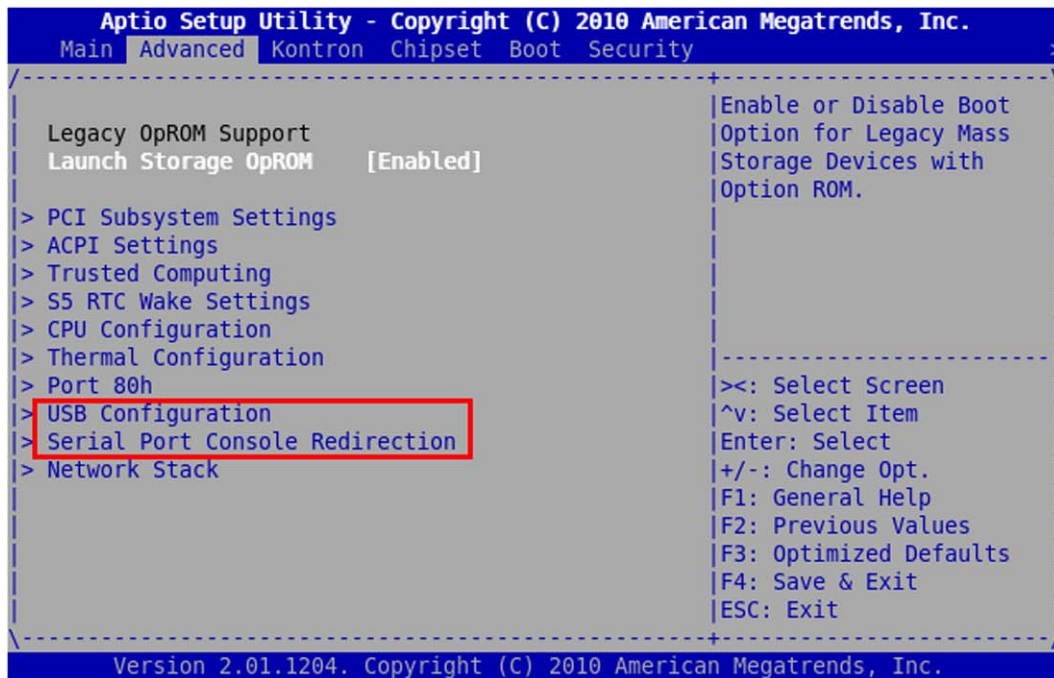 Aptio Setup Utility - Copyright (C) 2010 American Megatrends, Inc.
Main Advanced Kontron Chipset Boot Security >
Legacy OpROM Support
Launch Storage OpROM [Enabled]
> PCI Subsystem Settings
> ACPI Settings
> Trusted Computing
> S5 RTC Wake Settings
> CPU Configuration
> Thermal Configuration
> Port 80h
> USB Configuration
> Serial Port Console Redirection
> Network Stack
Enable or Disable Boot
Option for Legacy Mass
Storage Devices with
Option ROM.
><: Select Screen
^v: Select Item
Enter: Select
+/-: Change Opt.
F1: General Help
F2: Previous Values
F3: Optimized Defaults
F4: Save & Exit
ESC: Exit
Version 2.01.1204. Copyright (C) 2010 American Megatrends, Inc.